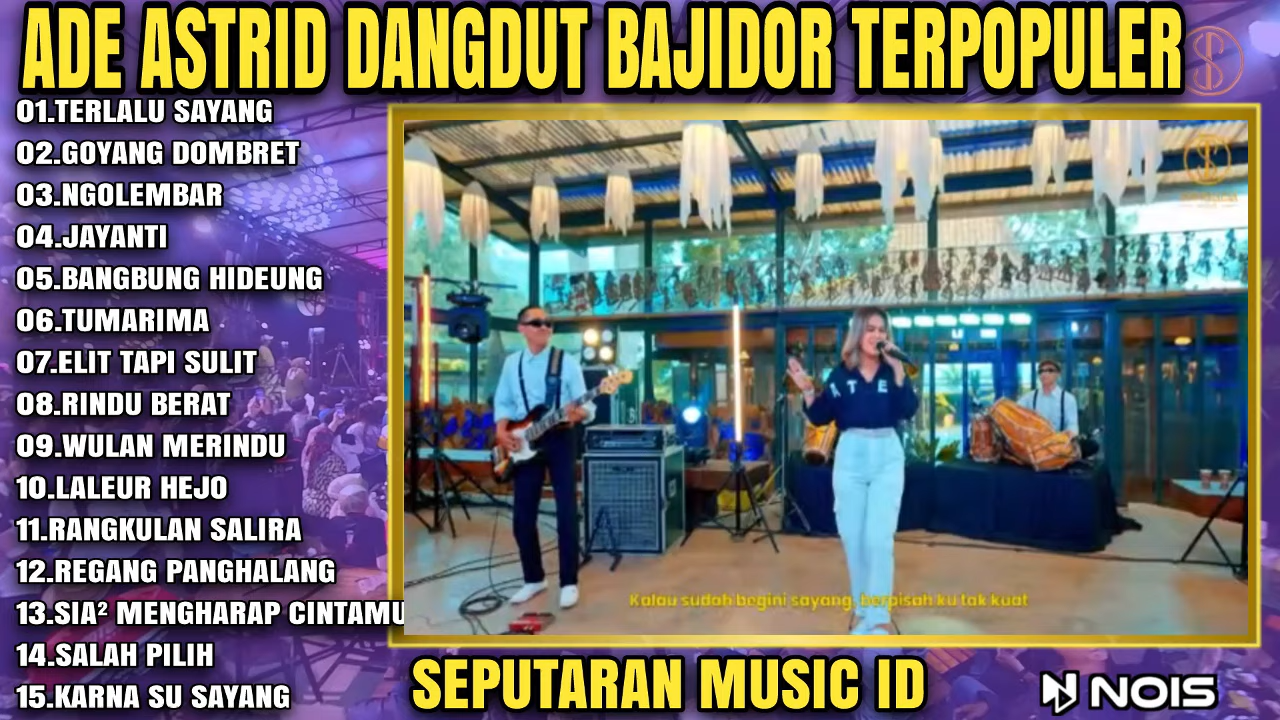 ADE ASTRID DANGDUT BAJIDOR TERPOPULER
01.TERLALU SAYANG
02.GOYANG DOMBRET
03.NGOLEMBAR
04.JAYANTI
05.BANGBUNG HIDEUNG
06.TUMARIMA
07.ELIT TAPI SULIT
08.RINDU BERAT
09.WULAN MERINDU
10.LALEUR HEJO
11.RANGKULAN SALIRA
12.REGANG PANGHALANG
13.SIA² MENGHARAP CINTAMU
14.SALAH PILIH
15.KARNA SU SAYANG
ATE
Kalau sudah begini sayang, berpisah ku tak kuat
SEPUTARAN MUSIC ID
NOIS